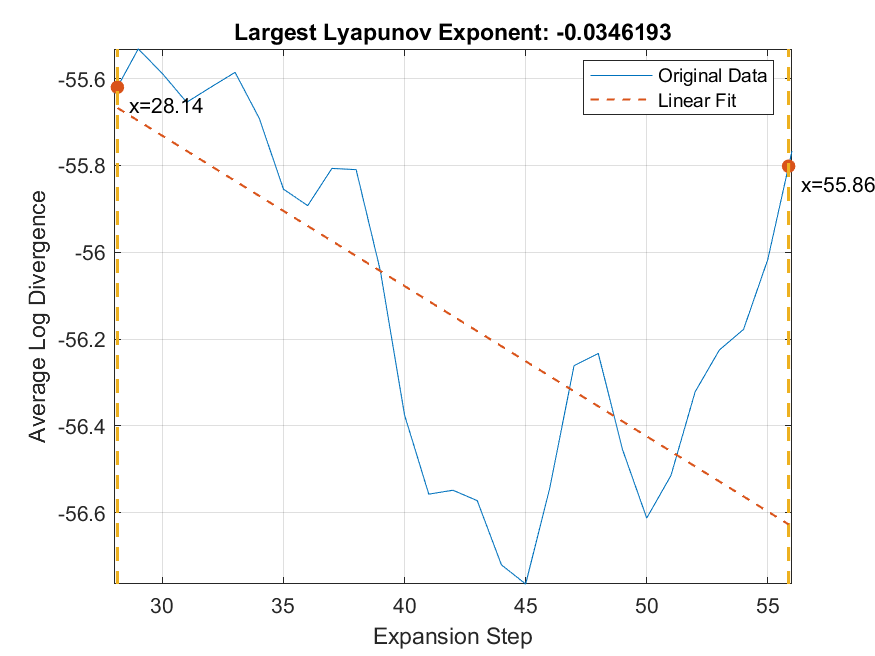 Largest Lyapunov Exponent: -0.0346193
Original Data
Linear Fit
x=28.14
x=55.86
-55.6
-55.8
-56
-56.2
-56.4
-56.6
Average Log Divergence
30 35 40 45 50 55
Expansion Step